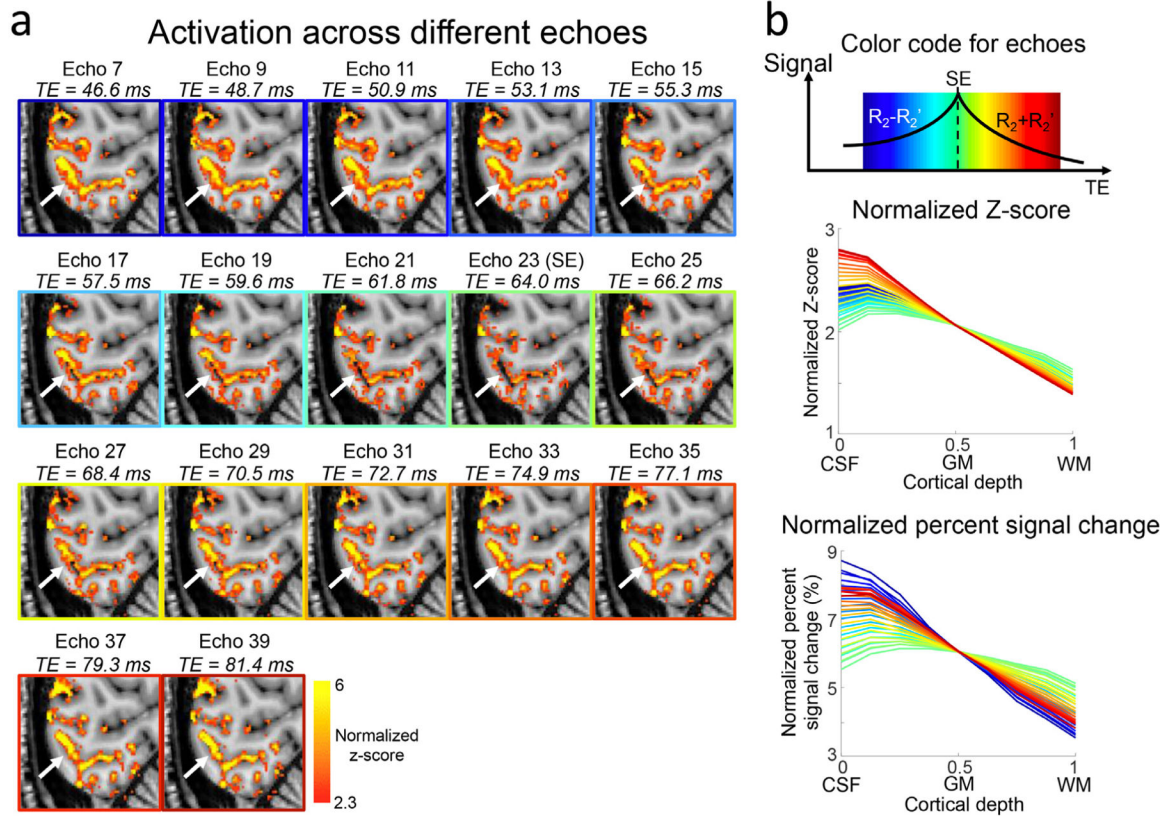 a
Activation across different echoes
Echo 7
TE = 46.6 ms
Echo 9
TE = 48.7 ms
Echo 11
TE = 50.9 ms
Echo 13
TE = 53.1 ms
Echo 15
TE = 55.3 ms
Echo 17
TE = 57.5 ms
Echo 19
TE = 59.6 ms
Echo 21
TE = 61.8 ms
Echo 23 (SE)
TE = 64.0 ms
Echo 25
TE = 66.2 ms
Echo 27
TE = 68.4 ms
Echo 29
TE = 70.5 ms
Echo 31
TE = 72.7 ms
Echo 33
TE = 74.9 ms
Echo 35
TE = 77.1 ms
Echo 37
TE = 79.3 ms
Echo 39
TE = 81.4 ms
6
Normalized
z-score
2.3
b
Color code for echoes
Signal
SE
R₂-R₂'
R₂+R₂'
TE
Normalized Z-score
Normalized Z-score
3
2
1
0
0.5
1
CSF
GM
WM
Cortical depth
Normalized percent signal change
Normalized percent
signal change (%)
9
7
5
3
0
0.5
1
CSF
GM
WM
Cortical depth